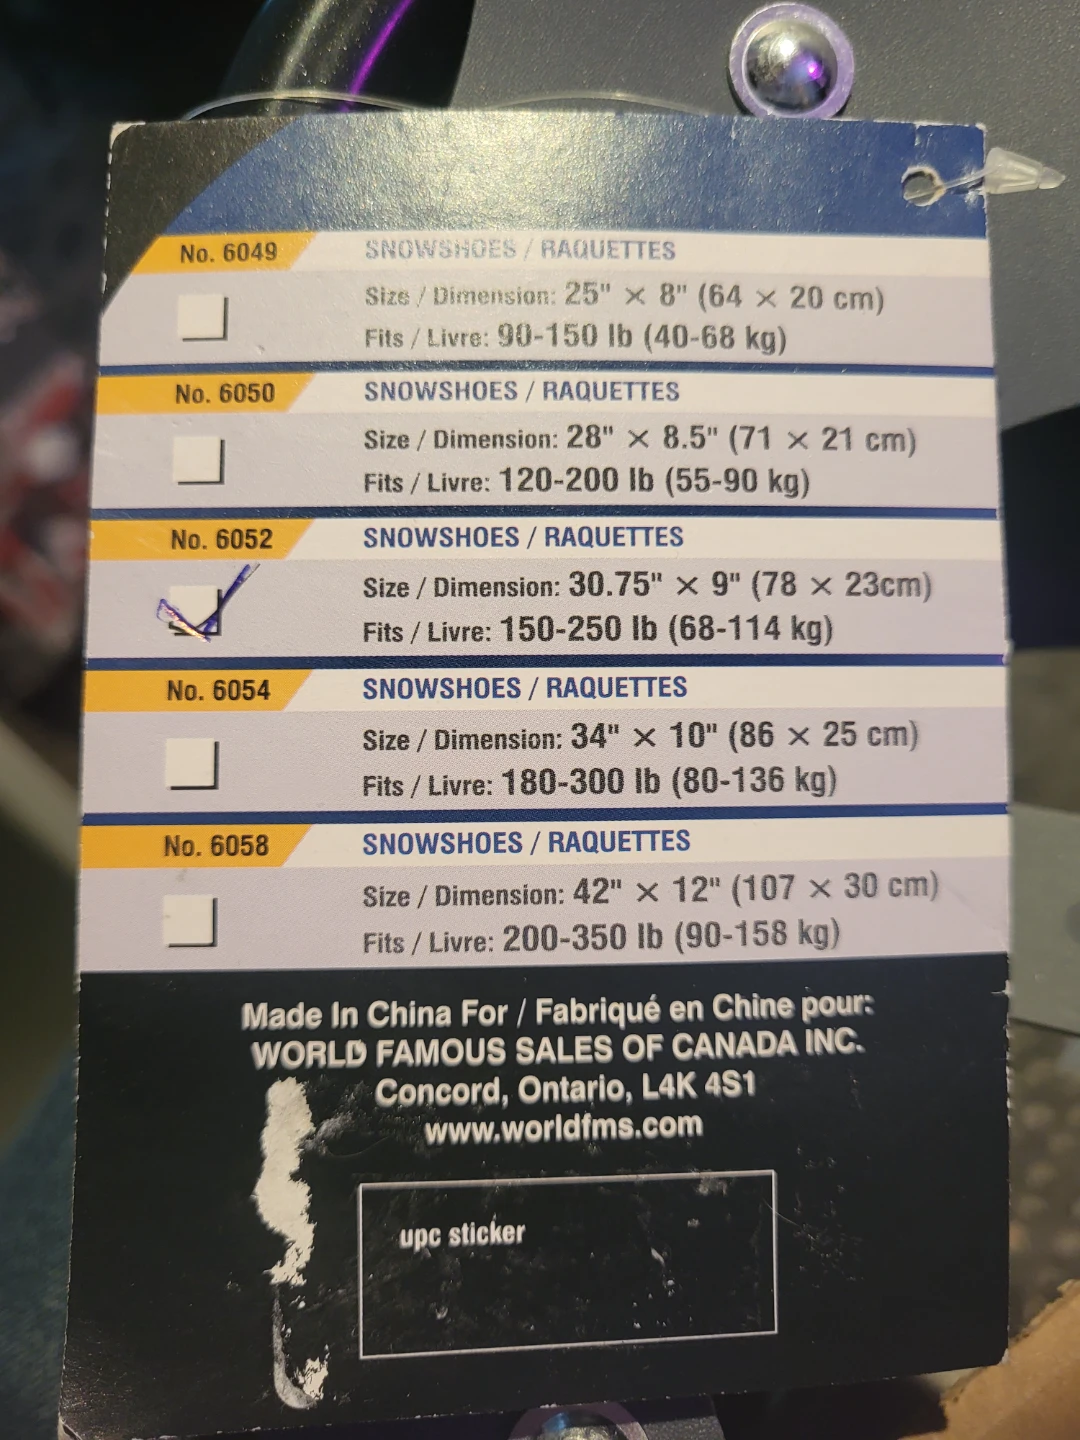 No. 6049 SNOWSHOES / RAQUETTES
Size / Dimension: 25" × 8" (64 × 20 cm)
Fits / Livre: 90-150 lb (40-68 kg)
No. 6050 SNOWSHOES / RAQUETTES
Size / Dimension: 28" × 8.5" (71 × 21 cm)
Fits / Livre: 120-200 lb (55-90 kg)
No. 6052 SNOWSHOES / RAQUETTES
Size / Dimension: 30.75" × 9" (78 × 23cm)
Fits / Livre: 150-250 lb (68-114 kg)
No. 6054 SNOWSHOES / RAQUETTES
Size / Dimension: 34" × 10" (86 × 25 cm)
Fits / Livre: 180-300 lb (80-136 kg)
No. 6058 SNOWSHOES / RAQUETTES
Size / Dimension: 42" × 12" (107 × 30 cm)
Fits / Livre: 200-350 lb (90-158 kg)
Made In China For / Fabriqué en Chine pour:
WORLD FAMOUS SALES OF CANADA INC.
Concord, Ontario, L4K 4S1
www.worldfms.com
upc sticker